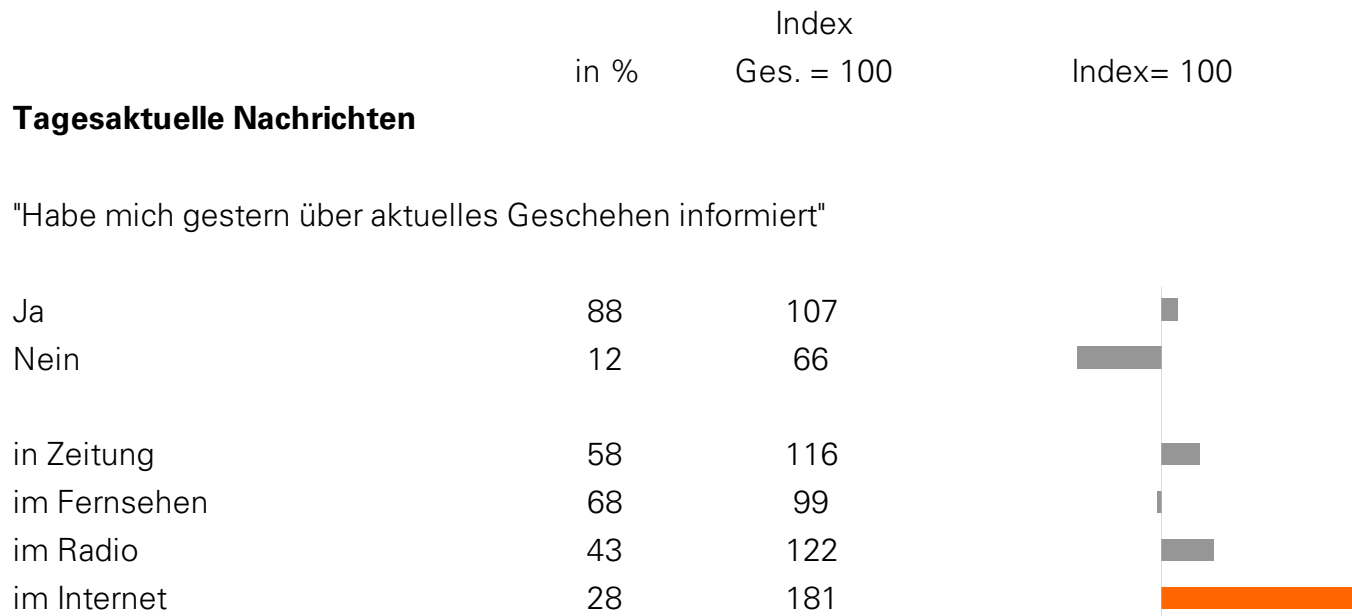 Index
in % Ges. = 100 Index= 100
Tagesaktuelle Nachrichten
"Habe mich gestern über aktuelles Geschehen informiert"
Ja 88 107
Nein 12 66
in Zeitung 58 116
im Fernsehen 68 99
im Radio 43 122
im Internet 28 181